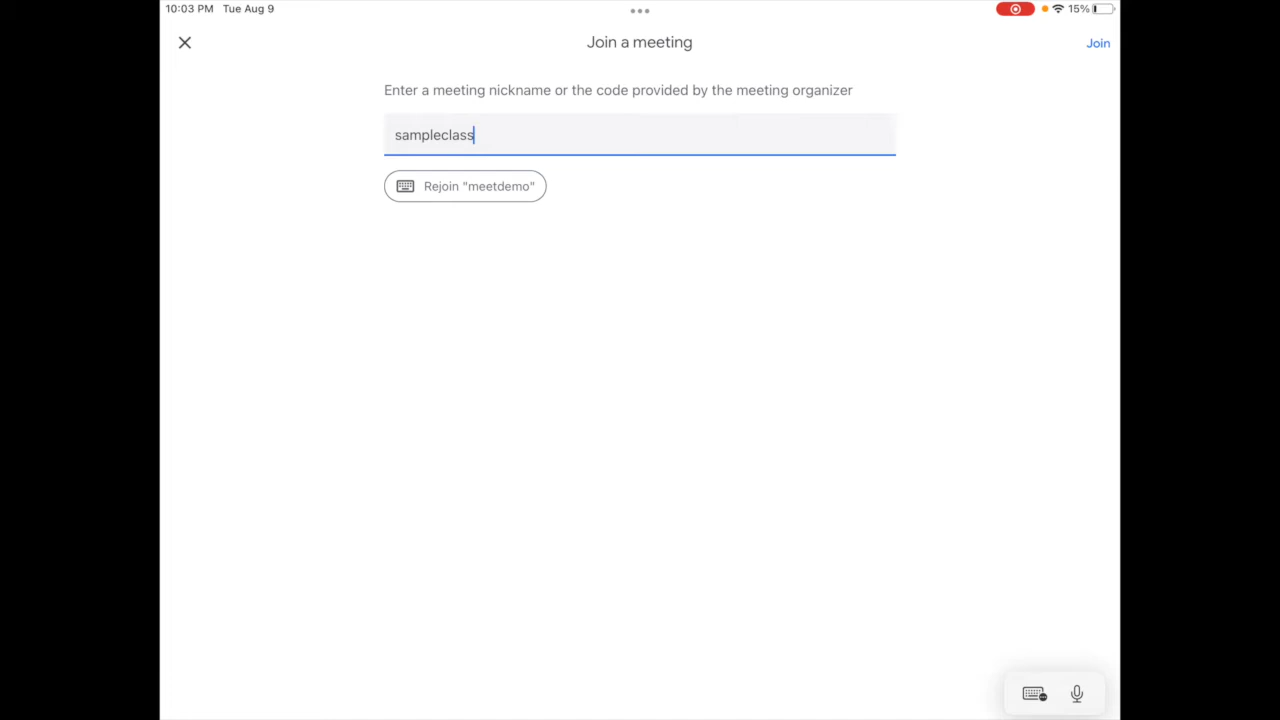 10:03 PM Tue Aug 9
15%
Join a meeting
Join
Enter a meeting nickname or the code provided by the meeting organizer
sampleclass
Rejoin "meetdemo"